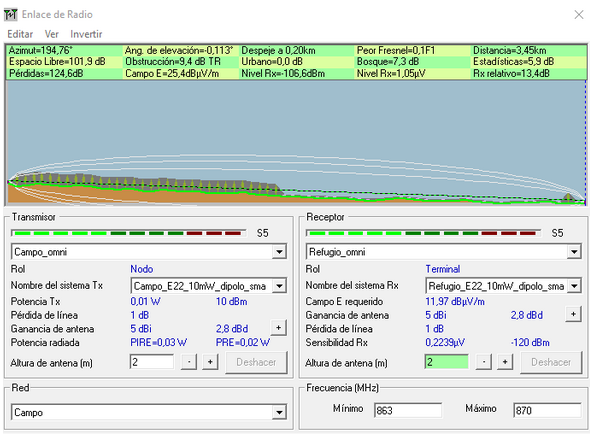 Enlace de Radio
Editar Ver Invertir
Azimut=194,76° Ang. de elevación=-0,113° Despeje a 0,20km Peor Fresnel=0,1F1 Distancia=3,45km
Espacio Libre=101,9 dB Obstrucción=9,4 dB TR Urbano=0,0 dB Bosque=7,3 dB Estadísticas=5,9 dB
Pérdidas=124,6dB Campo E=25,4dBµV/m Nivel Rx=-106,6dBm Nivel Rx=1,05µV Rx relativo=13,4dB
Transmisor
S5
Campo_omni
Rol Nodo
Nombre del sistema Tx Campo_E22_10mW_dipolo_sma
Potencia Tx 0,01 W 10 dBm
Pérdida de línea 1 dB
Ganancia de antena 5 dBi 2,8 dBd +
Potencia radiada PIRE=0,03 W PRE=0,02 W
Altura de antena (m) 2 - + Deshacer
Receptor
S5
Refugio_omni
Rol Terminal
Nombre del sistema Rx Refugio_E22_10mW_dipolo_sma
Campo E requerido 11,97 dBµV/m
Ganancia de antena 5 dBi 2,8 dBd +
Pérdida de línea 1 dB
Sensibilidad Rx 0,2239µV -120 dBm
Altura de antena (m) 2 - + Deshacer
Red
Campo
Frecuencia (MHz)
Mínimo 863 Máximo 870